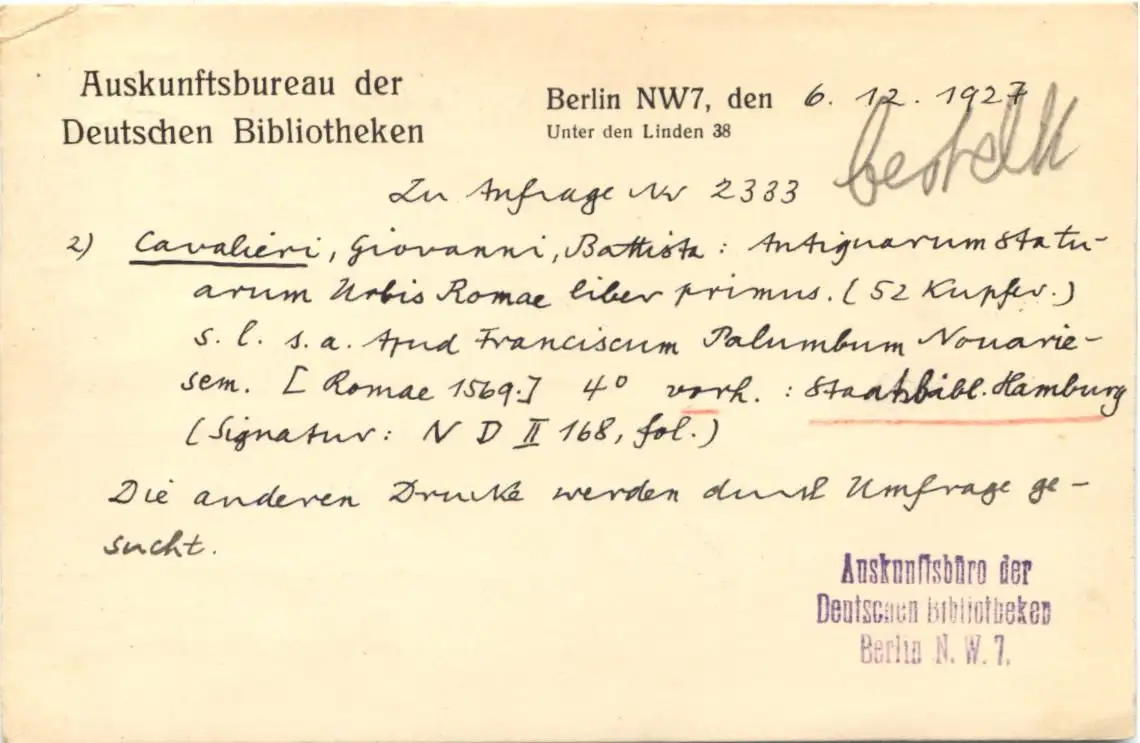 Auskunftsbureau der
Deutschen Bibliotheken
Berlin NW7, den 6. 12. 1927
Unter den Linden 38
bestellt
Zu Anfrage Nr 2333
2) Cavalieri, Giovanni, Battista: Antiquarum statu-
arum Urbis Romae liber primus. (52 Kupfer.)
s. l. s. a. Apud Franciscum Palumbum Nouarie-
sem. [Romae 1569.] 4° vorh. : Staatsbibl. Hamburg
(Signatur: N D II 168, fol.)
Die anderen Drucke werden durch Umfrage ge-
sucht.
Auskunftsbüro der
Deutschen Bibliotheken
Berlin N. W. 7.